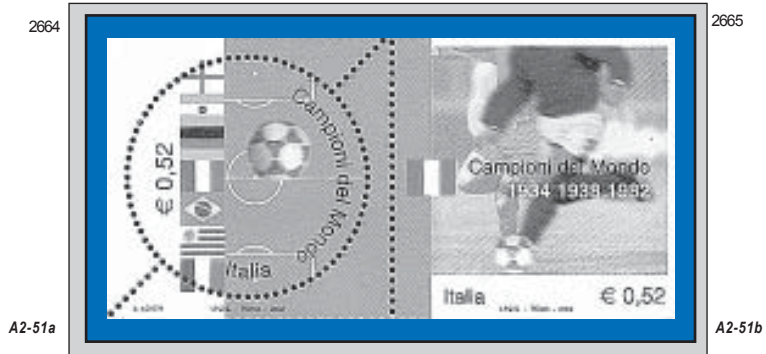 2664
2665
€ 0,52
Campioni del Mondo
Italia
Campioni del Mondo
1934 1938 1982
Italia
€ 0,52
A2-51a
A2-51b